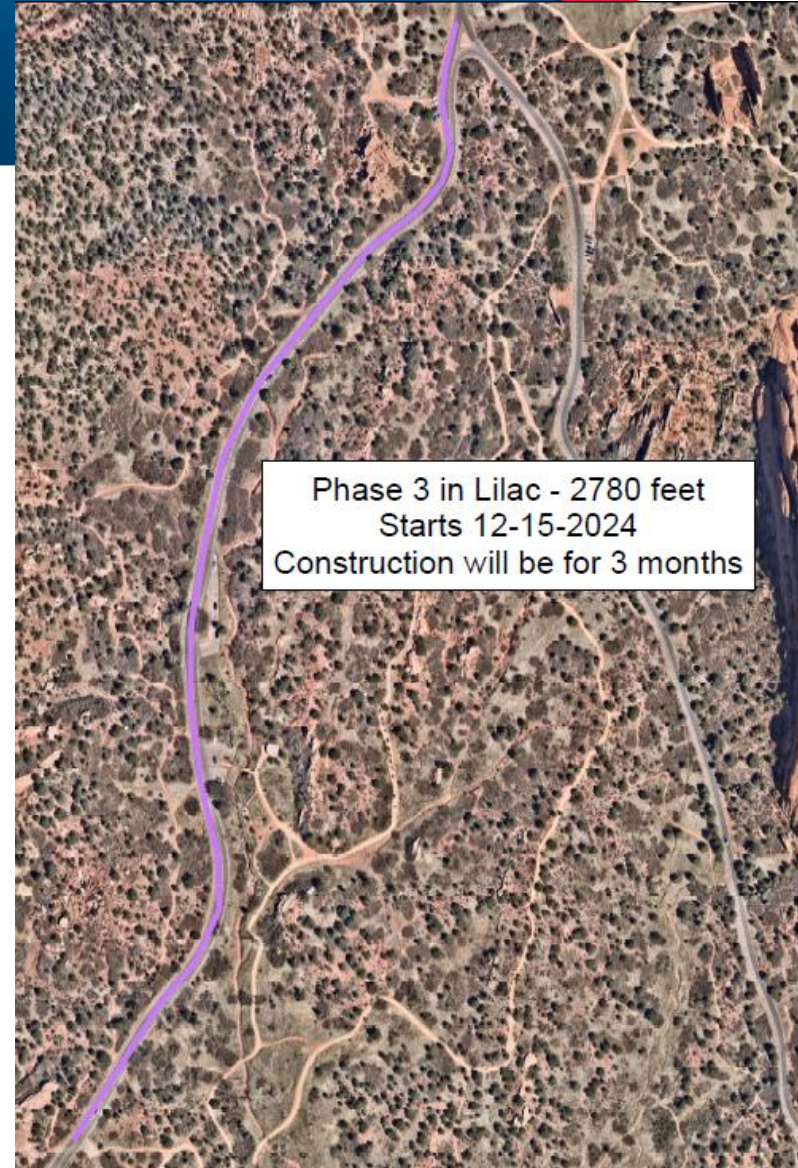 Phase 3 in Lilac - 2780 feet
Starts 12-15-2024
Construction will be for 3 months